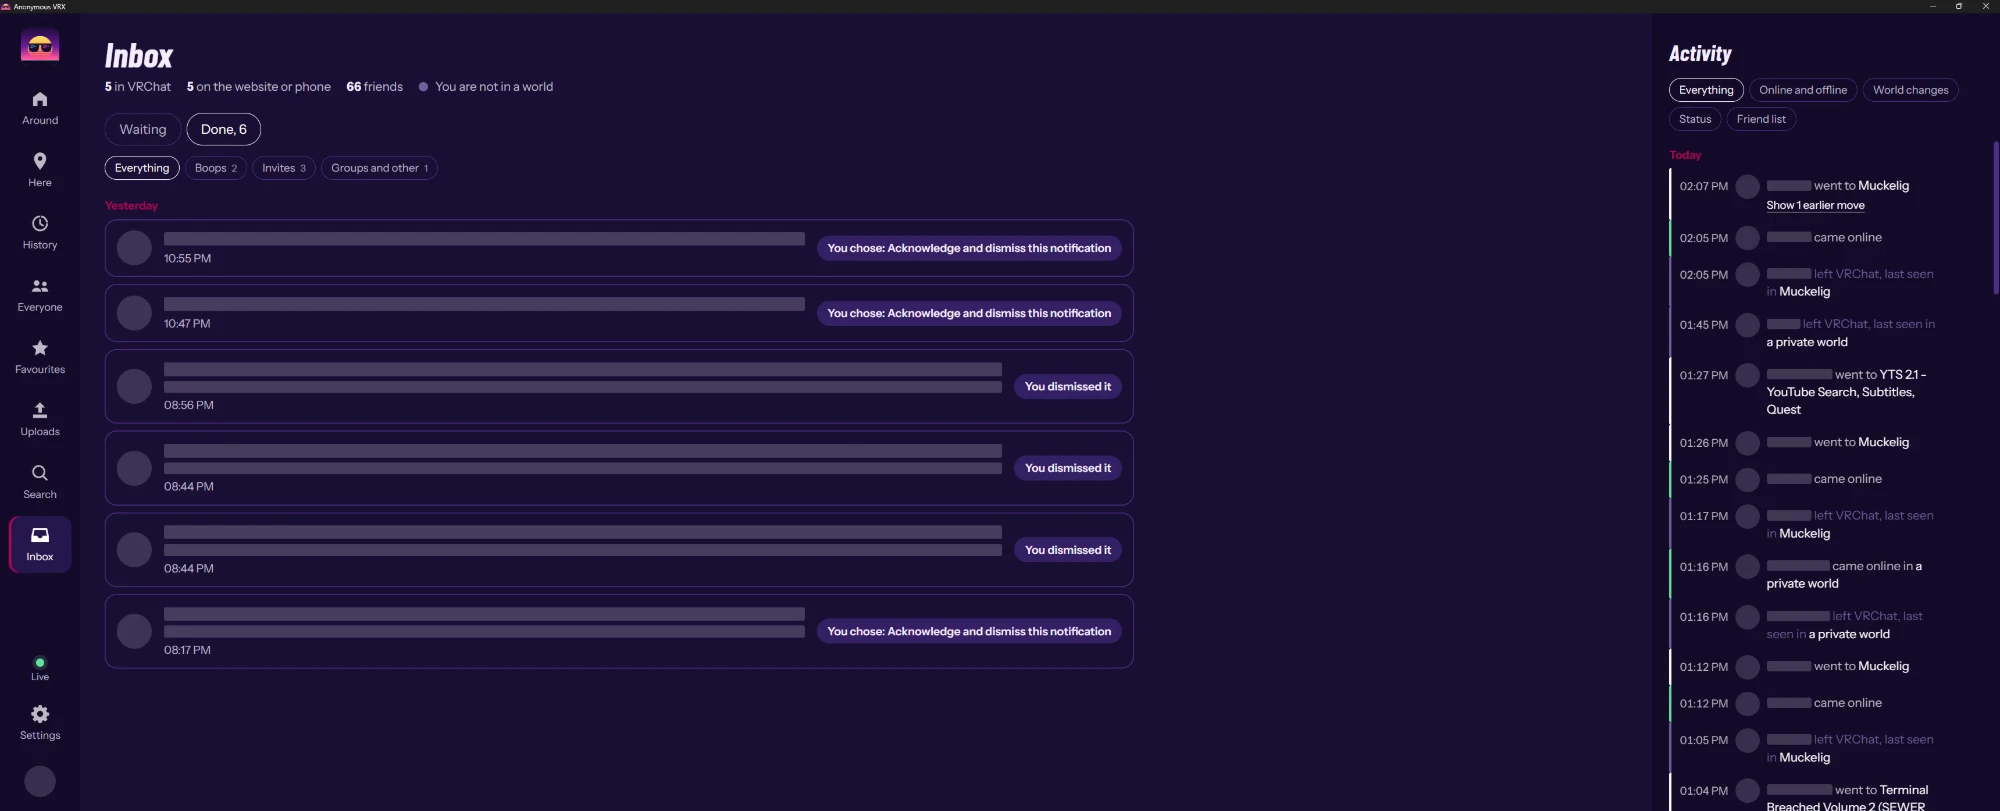 Anonymous VRX
Around
Here
History
Everyone
Favourites
Uploads
Search
Inbox
Live
Settings
Inbox
5 in VRChat 5 on the website or phone 66 friends You are not in a world
Waiting Done, 6
Everything Boops 2 Invites 3 Groups and other 1
Yesterday
You chose: Acknowledge and dismiss this notification
10:55 PM
You chose: Acknowledge and dismiss this notification
10:47 PM
You dismissed it
08:56 PM
You dismissed it
08:44 PM
You dismissed it
08:44 PM
You chose: Acknowledge and dismiss this notification
08:17 PM
Activity
Everything Online and offline World changes
Status Friend list
Today
02:07 PM went to Muckelig
Show 1 earlier move
02:05 PM came online
02:05 PM left VRChat, last seen
in Muckelig
01:45 PM left VRChat, last seen in
a private world
01:27 PM went to YTS 2.1 -
YouTube Search, Subtitles,
Quest
01:26 PM went to Muckelig
01:25 PM came online
01:17 PM left VRChat, last seen
in Muckelig
01:16 PM came online in a
private world
01:16 PM left VRChat, last
seen in a private world
01:12 PM went to Muckelig
01:12 PM came online
01:05 PM left VRChat, last seen
in Muckelig
01:04 PM went to Terminal
Breached Volume 2 (SEWER